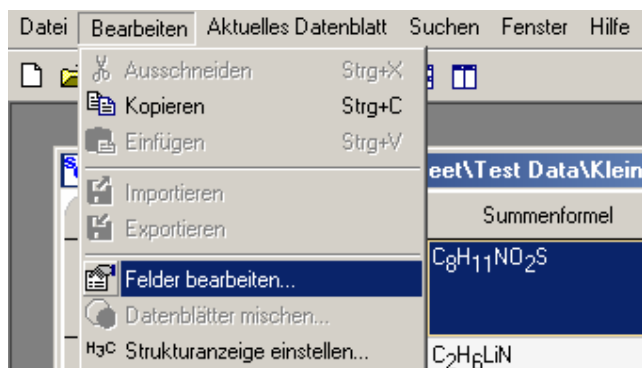 Datei Bearbeiten Aktuelles Datenblatt Suchen Fenster Hilfe
Ausschneiden Strg+X
Kopieren Strg+C
Einfügen Strg+V
eet\Test Data\Klein
Importieren
Summenformel
Exportieren
C8H11NO2S
Felder bearbeiten...
Datenblätter mischen...
H3C Strukturanzeige einstellen...
C2H6LiN